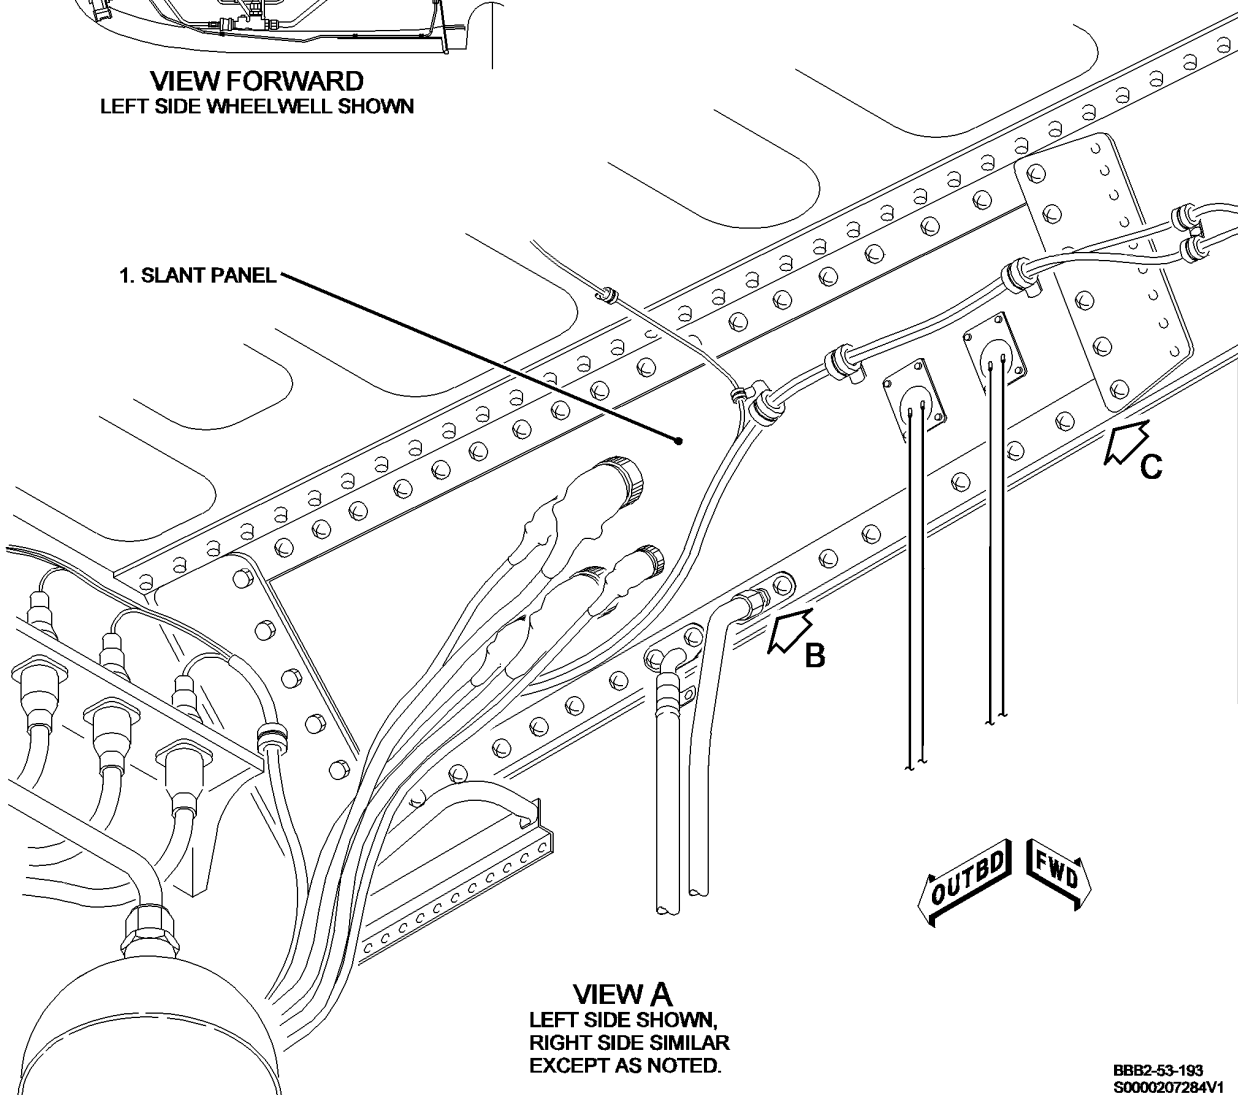 VIEW FORWARD
LEFT SIDE WHEELWELL SHOWN
1. SLANT PANEL
C
B
OUTBD
FWD
VIEW A
LEFT SIDE SHOWN,
RIGHT SIDE SIMILAR
EXCEPT AS NOTED.
BBB2-53-193
S0000207284V1